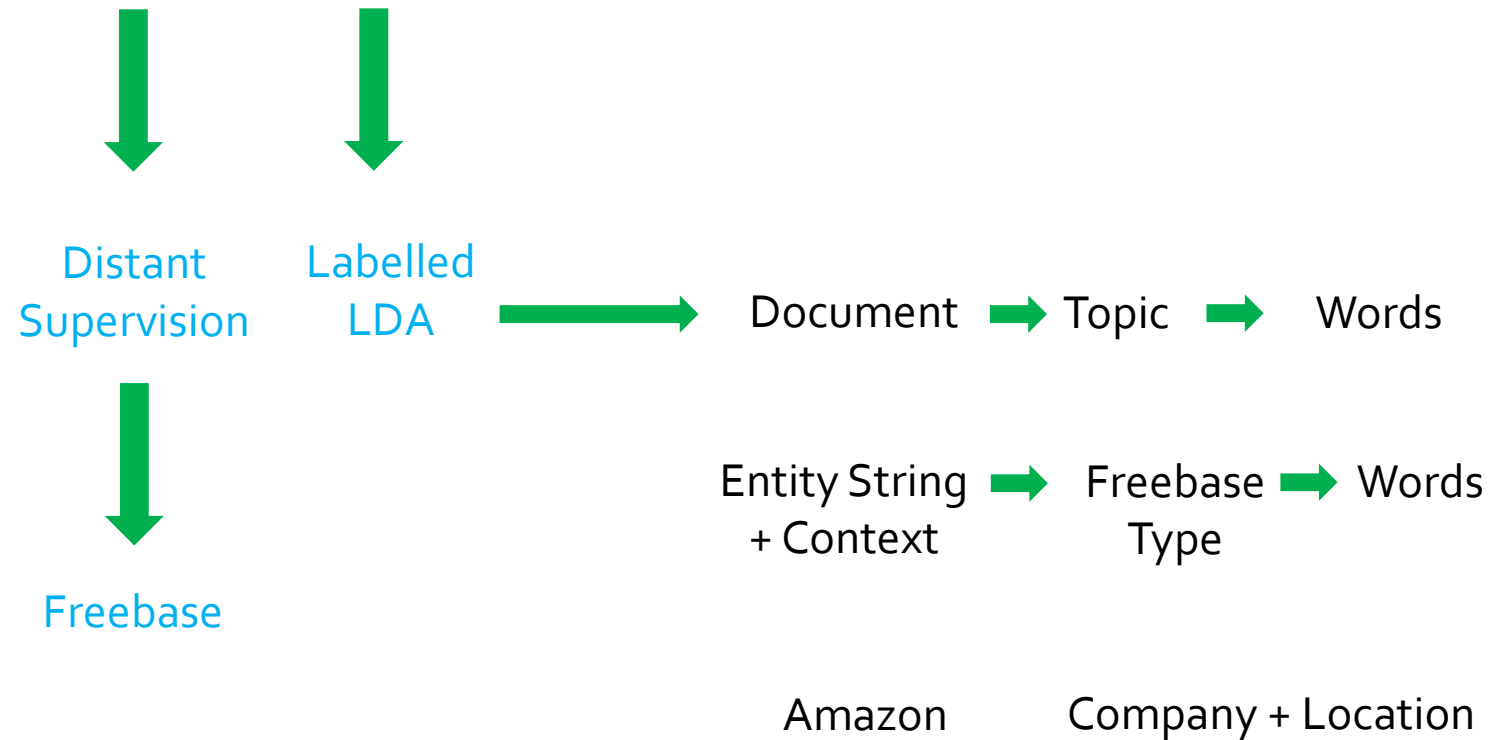 Distant
Supervision
Labelled
LDA
Document Topic Words
Entity String
+ Context
Freebase
Type
Words
Freebase
Amazon Company + Location